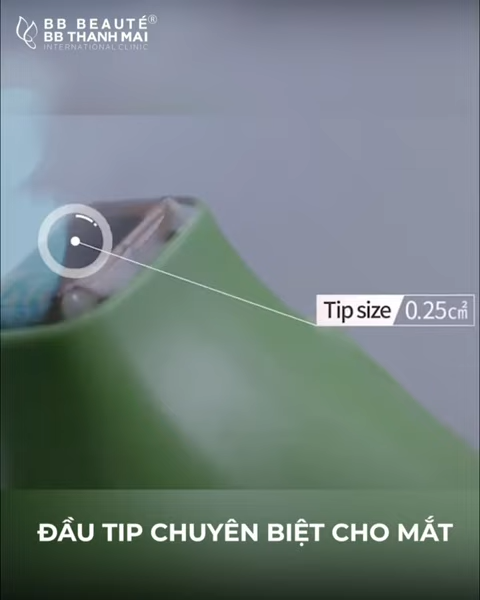 BB BEAUTÉ®
BB THANH MAI
INTERNATIONAL CLINIC
Tip size 0.25㎠
ĐẦU TIP CHUYÊN BIỆT CHO MẮT